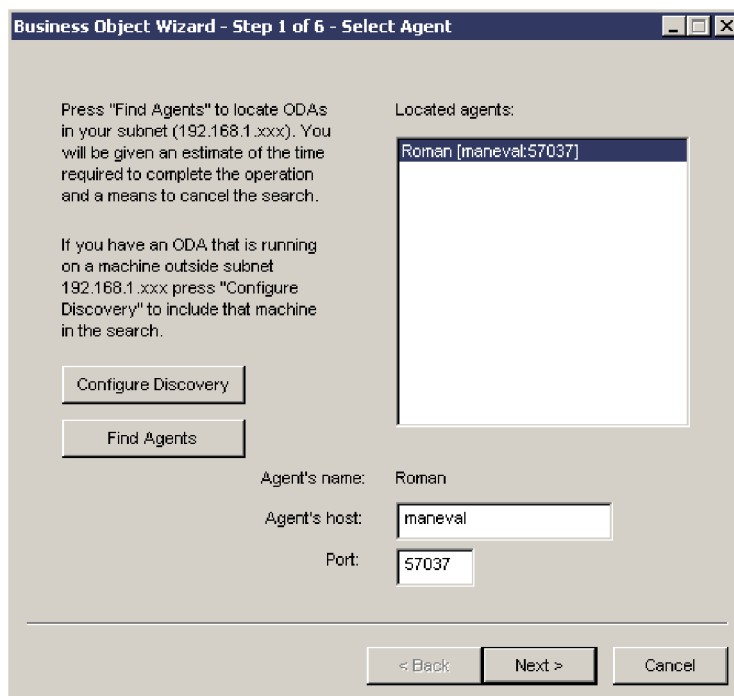 Business Object Wizard - Step 1 of 6 - Select Agent
Press "Find Agents" to locate ODAs
in your subnet (192.168.1.xxx). You
will be given an estimate of the time
required to complete the operation
and a means to cancel the search.
If you have an ODA that is running
on a machine outside subnet
192.168.1.xxx press "Configure
Discovery" to include that machine
in the search.
Configure Discovery
Find Agents
Located agents:
Roman [maneval:57037]
Agent's name: Roman
Agent's host: maneval
Port: 57037
< Back Next > Cancel